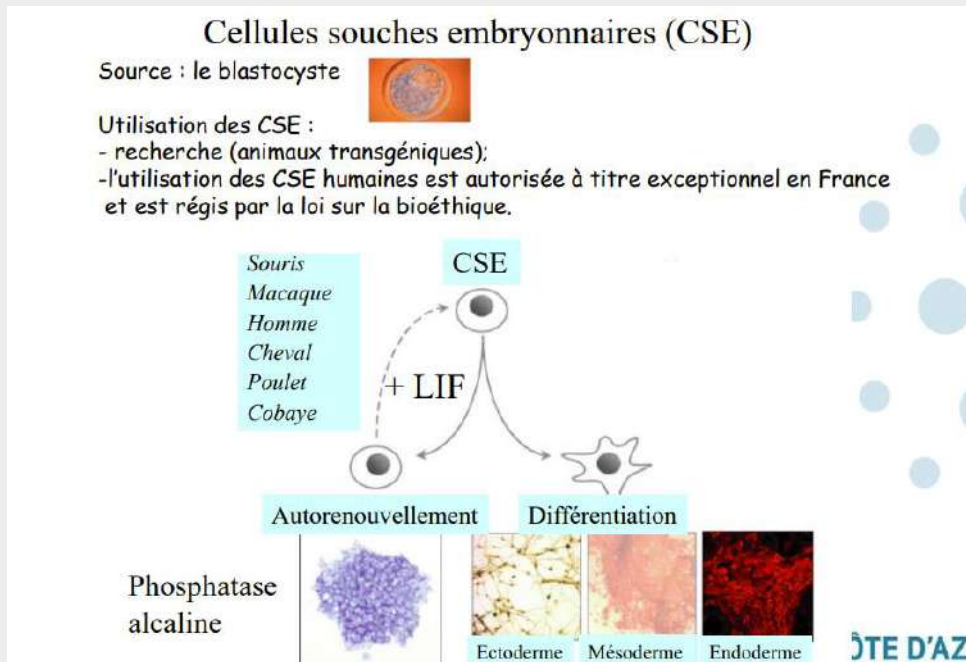 Cellules souches embryonnaires (CSE)
Source : le blastocyste
Utilisation des CSE :
- recherche (animaux transgéniques);
-l'utilisation des CSE humaines est autorisée à titre exceptionnel en France
et est régis par la loi sur la bioéthique.
Souris
Macaque
Homme
Cheval
Poulet
Cobaye
CSE
+ LIF
Autorenouvellement
Différentiation
Phosphatase
alcaline
Ectoderme
Mésoderme
Endoderme
ÔTE D'AZ